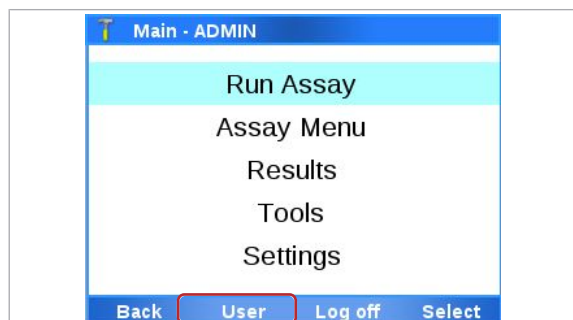 Main - ADMIN
Run Assay
Assay Menu
Results
Tools
Settings
Back User Log off Select